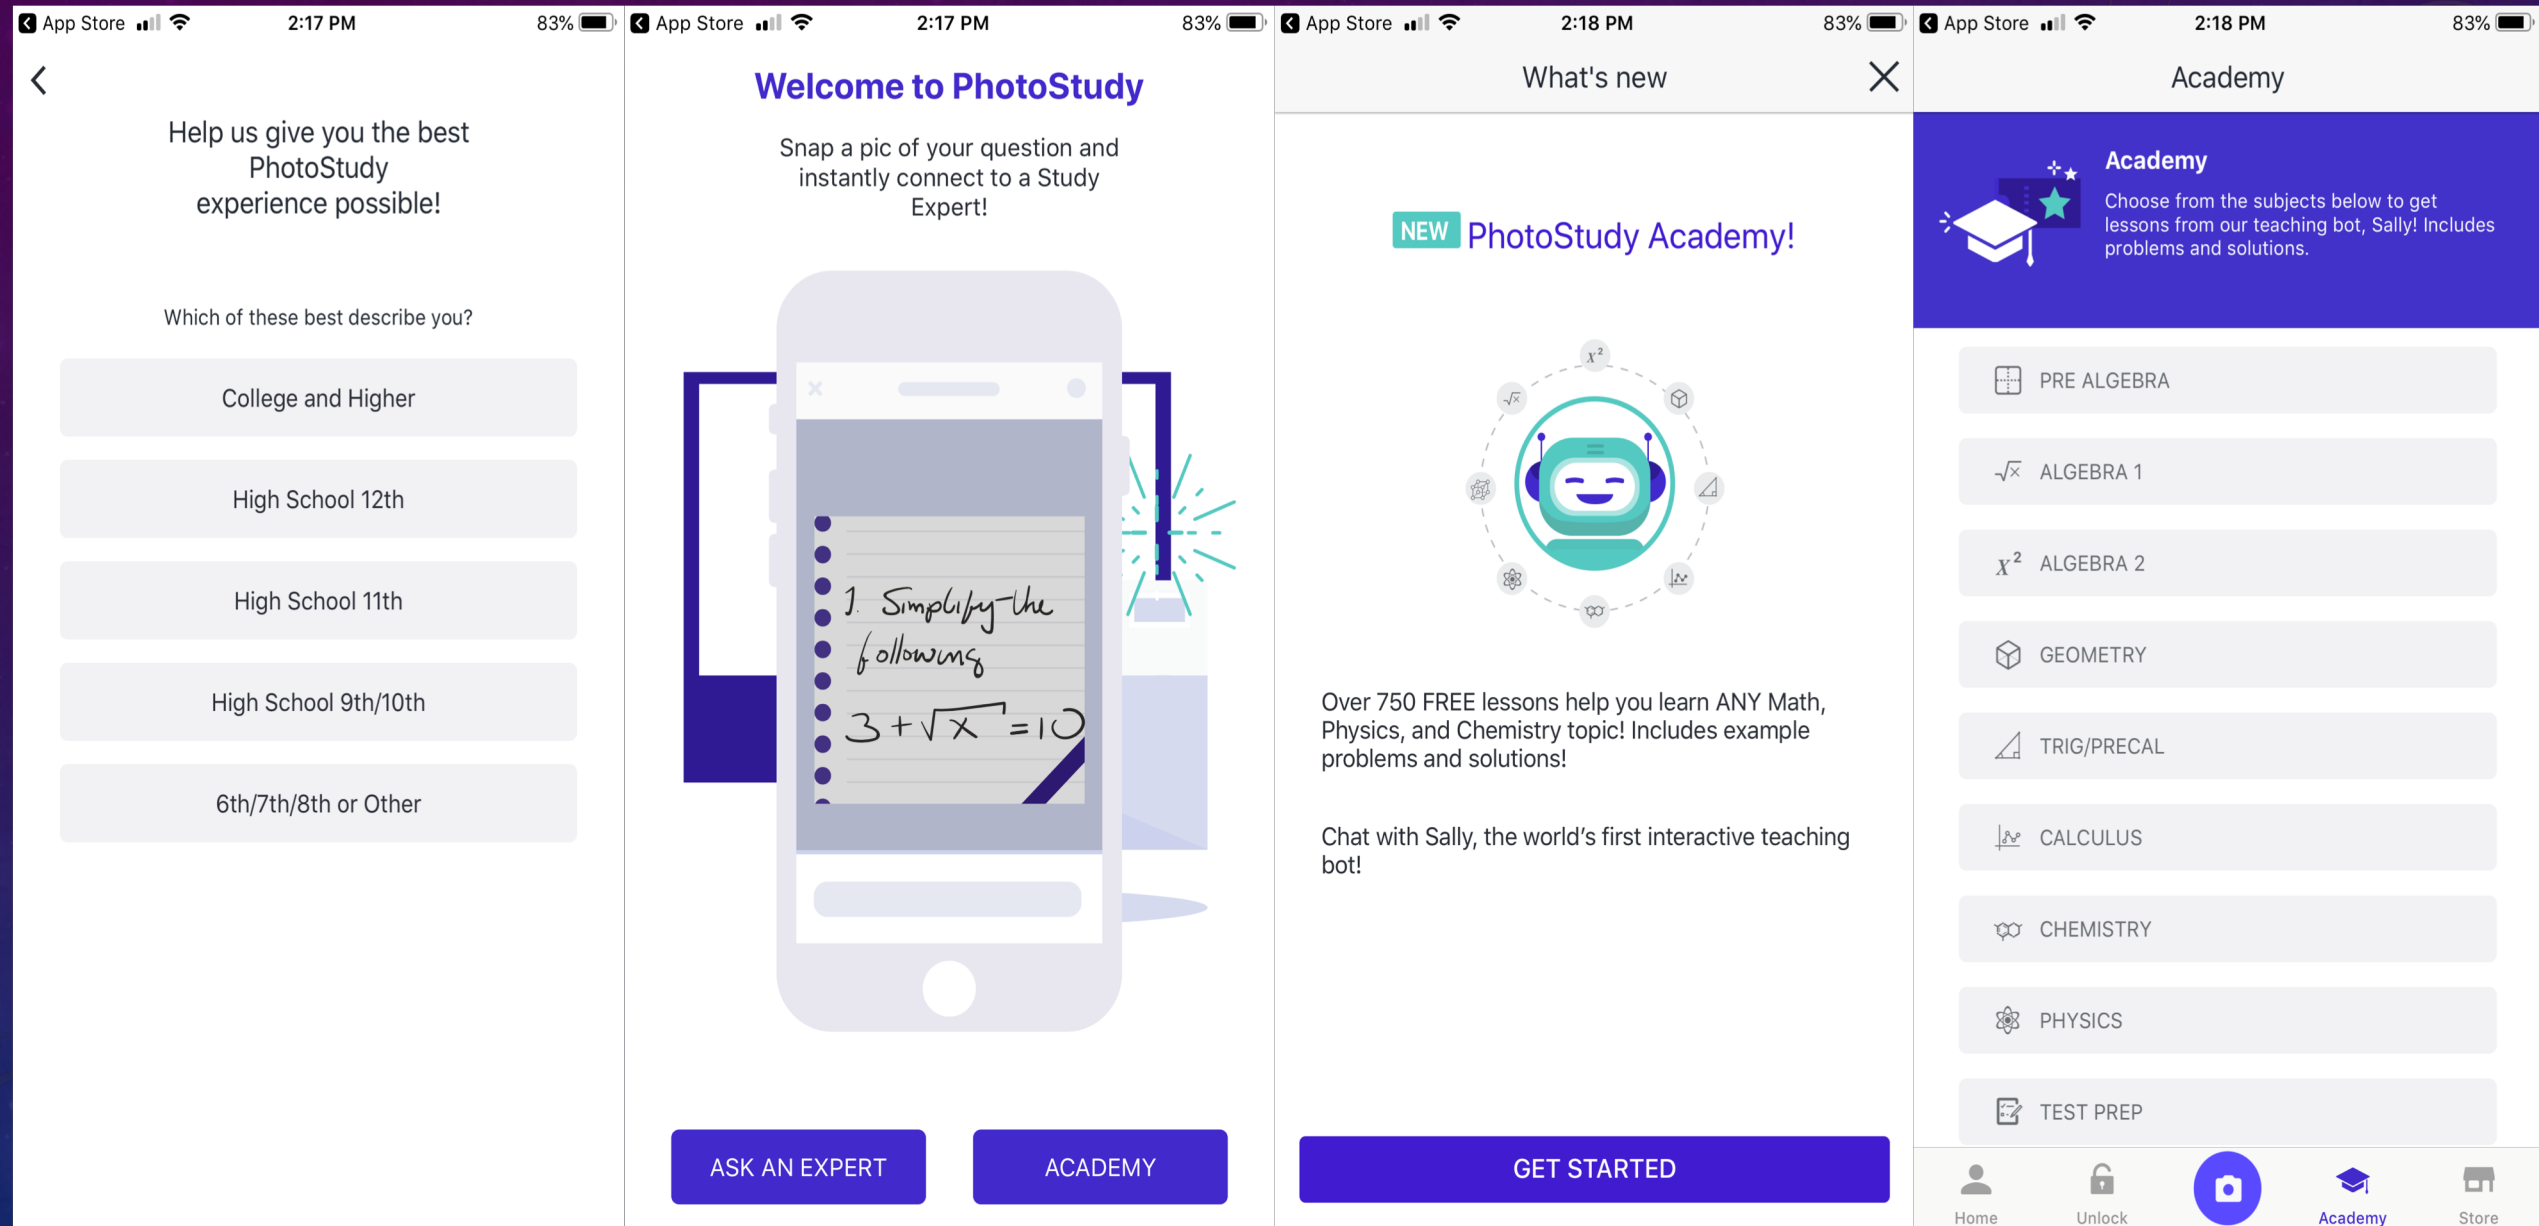 App Store
2:17 PM
83%
Help us give you the best
PhotoStudy
experience possible!
Which of these best describe you?
College and Higher
High School 12th
High School 11th
High School 9th/10th
6th/7th/8th or Other
App Store
2:17 PM
83%
Welcome to PhotoStudy
Snap a pic of your question and
instantly connect to a Study
Expert!
1. Simplify the
following
3 + √x = 10
ASK AN EXPERT
ACADEMY
App Store
2:18 PM
83%
What's new
NEW PhotoStudy Academy!
x²
√x
Over 750 FREE lessons help you learn ANY Math,
Physics, and Chemistry topic! Includes example
problems and solutions!
Chat with Sally, the world’s first interactive teaching
bot!
GET STARTED
App Store
2:18 PM
83%
Academy
Academy
Choose from the subjects below to get
lessons from our teaching bot, Sally! Includes
problems and solutions.
PRE ALGEBRA
√x ALGEBRA 1
x² ALGEBRA 2
GEOMETRY
TRIG/PRECAL
CALCULUS
CHEMISTRY
PHYSICS
TEST PREP
Home
Unlock
Academy
Store